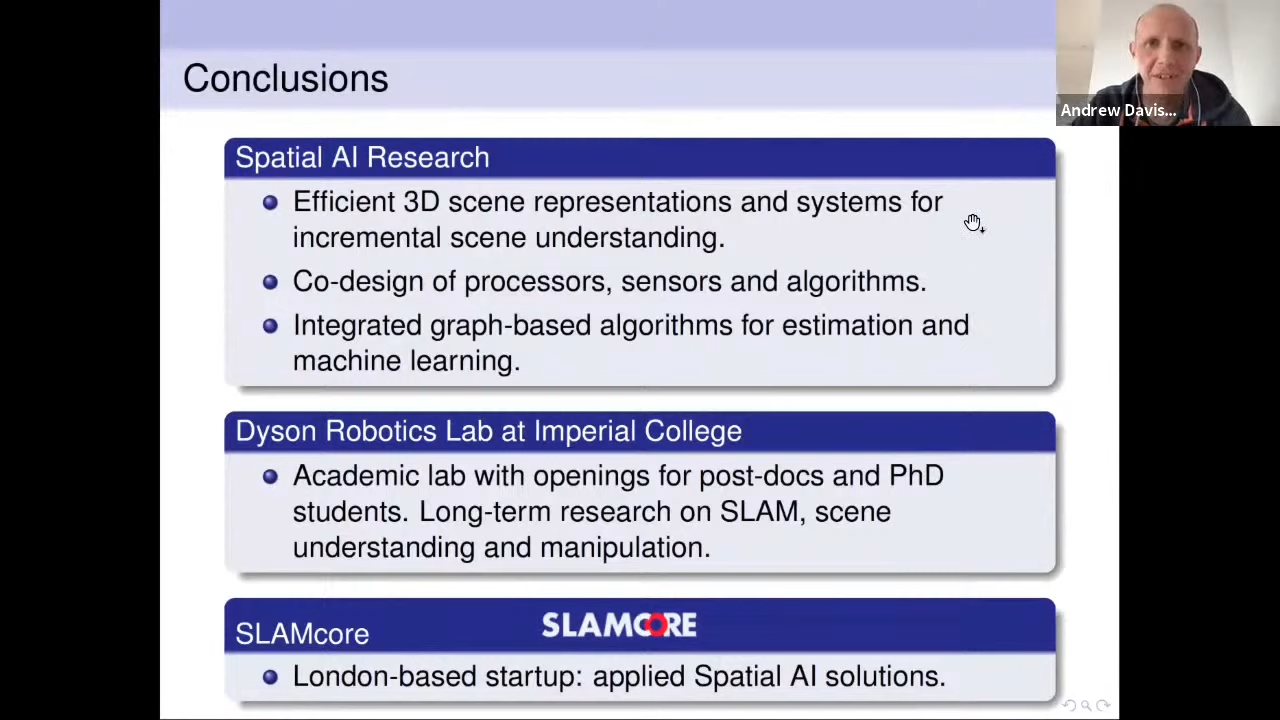 Conclusions
Andrew Davis...
Spatial AI Research
Efficient 3D scene representations and systems for
incremental scene understanding.
Co-design of processors, sensors and algorithms.
Integrated graph-based algorithms for estimation and
machine learning.
Dyson Robotics Lab at Imperial College
Academic lab with openings for post-docs and PhD
students. Long-term research on SLAM, scene
understanding and manipulation.
SLAMcore SLAMCORE
London-based startup: applied Spatial AI solutions.